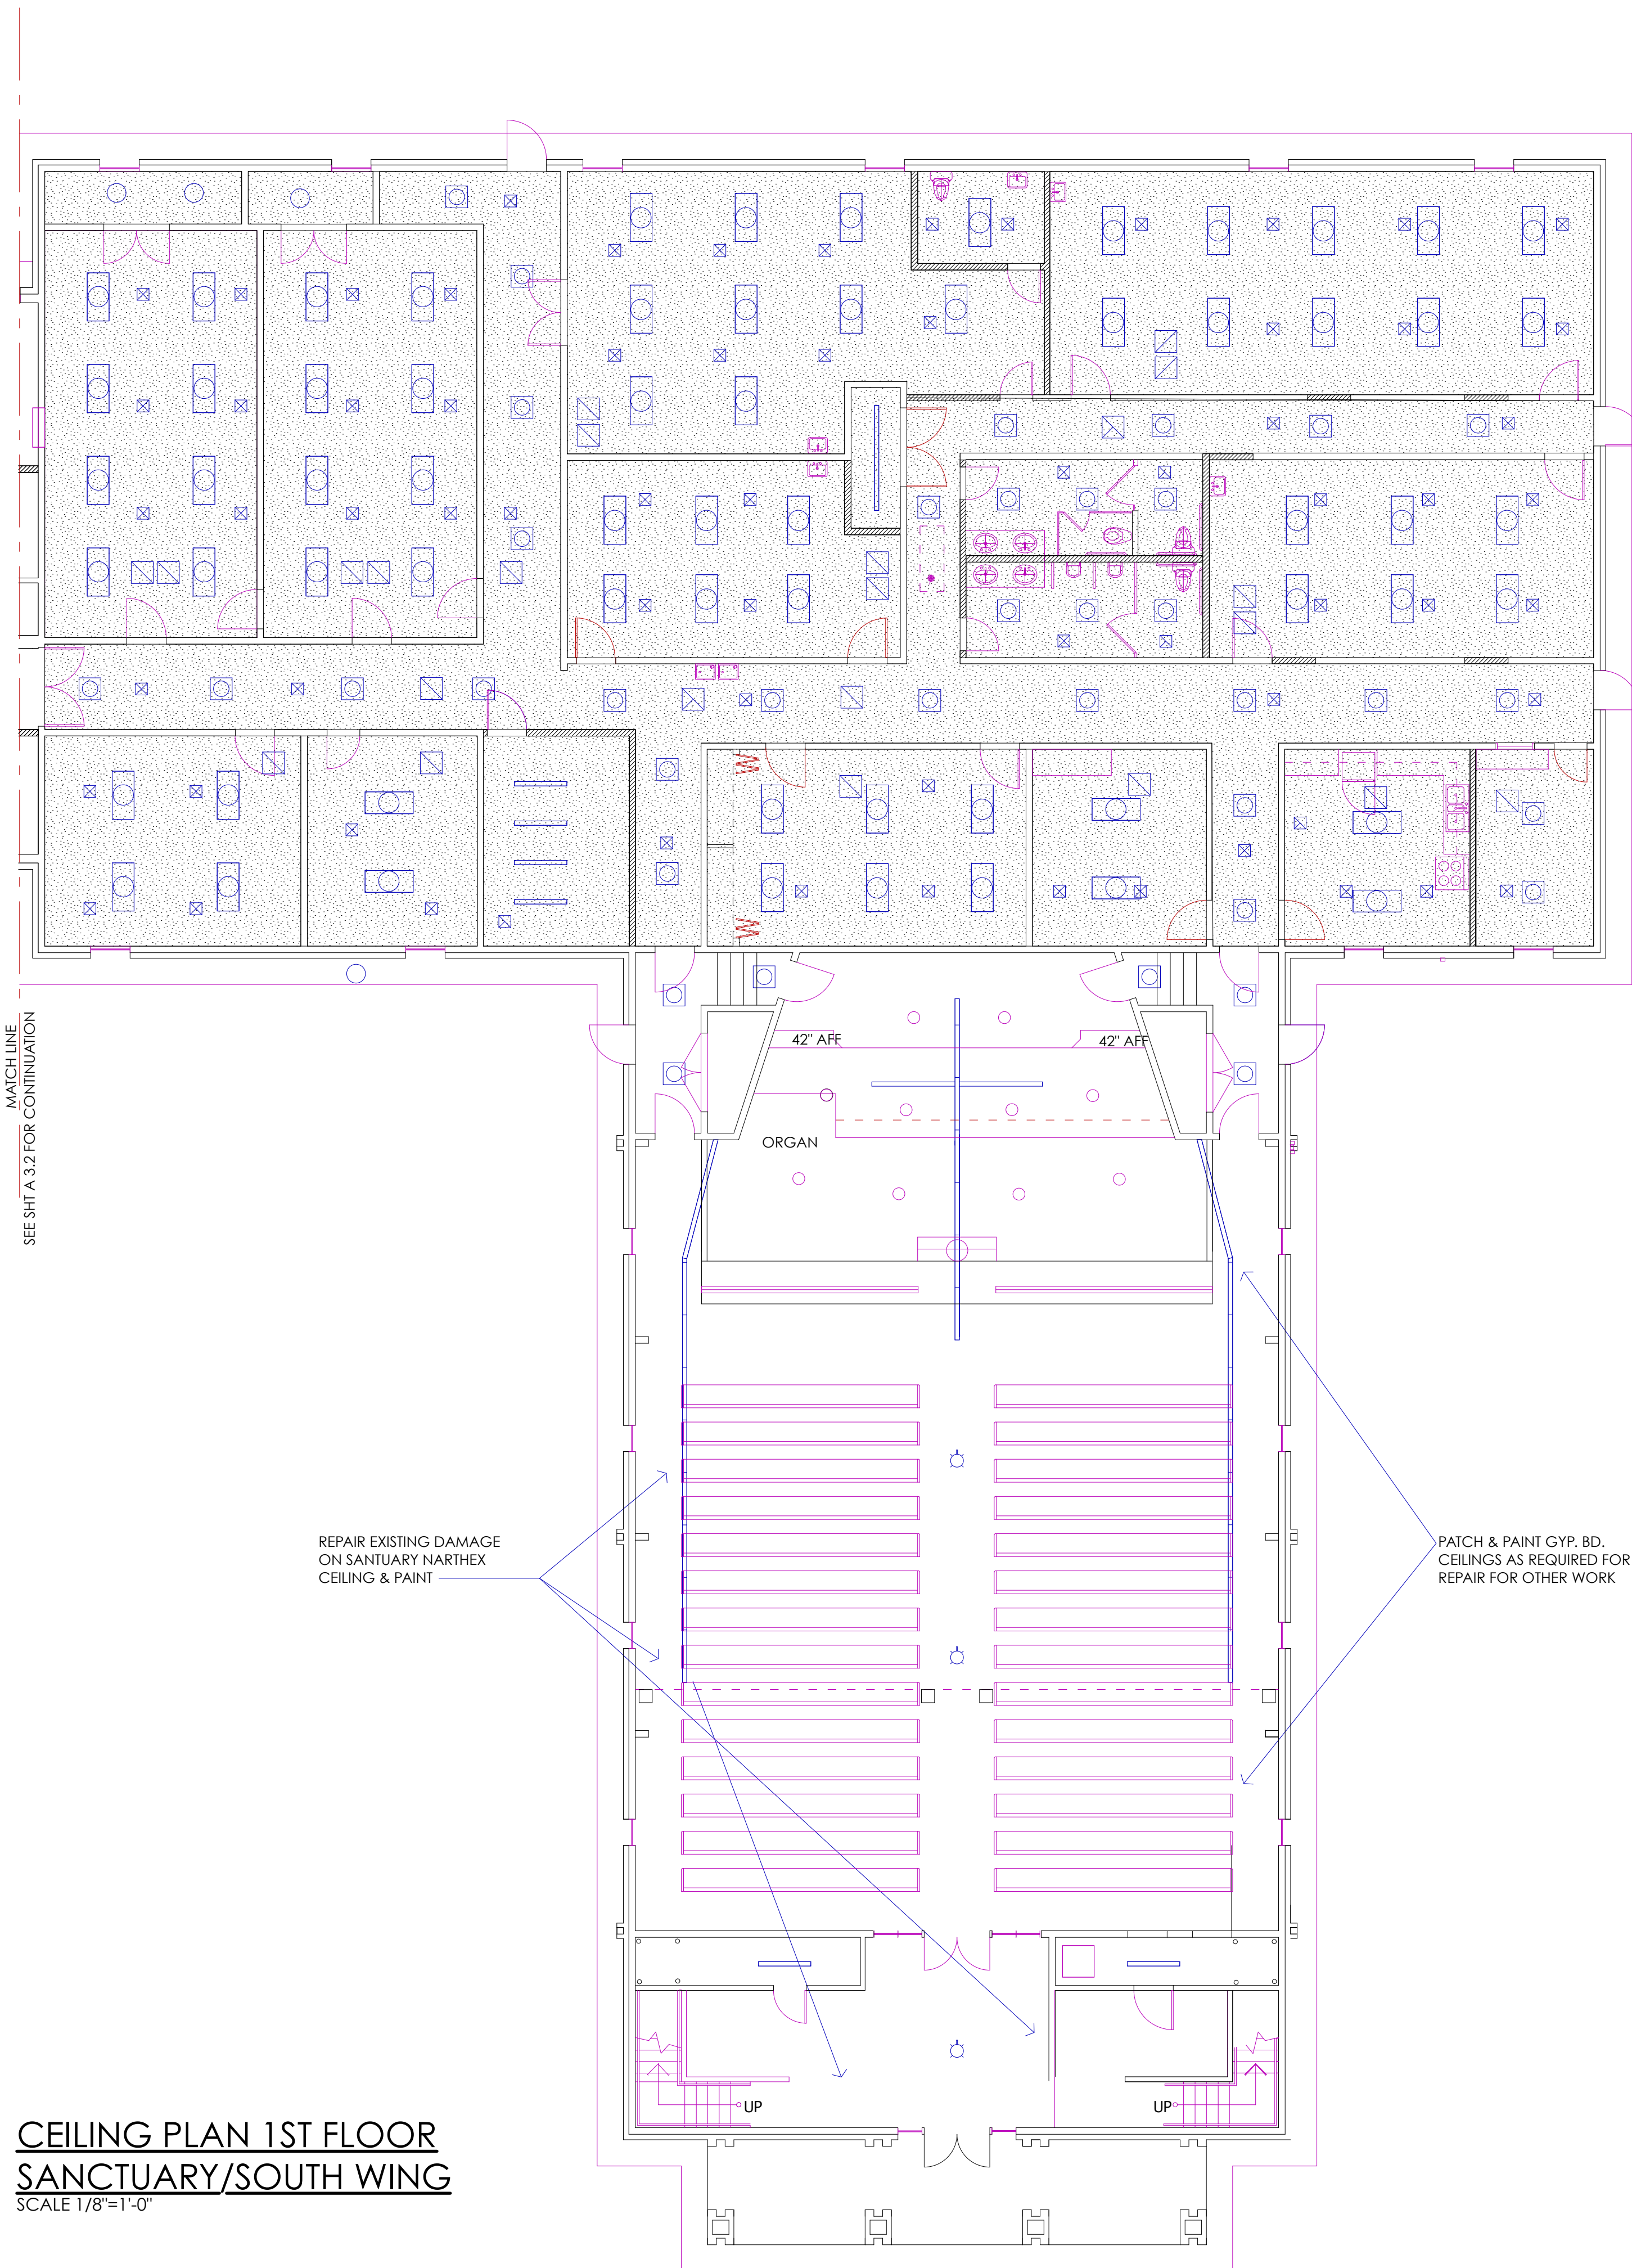 MATCH LINE
SEE SHT A 3.2 FOR CONTINUATION
42" AFF
42" AFF
ORGAN
REPAIR EXISTING DAMAGE
ON SANTUARY NARTHEX
CEILING & PAINT
PATCH & PAINT GYP. BD.
CEILINGS AS REQUIRED FOR
REPAIR FOR OTHER WORK
UP
UP
CEILING PLAN 1ST FLOOR
SANCTUARY/SOUTH WING
SCALE 1/8"=1'-0"